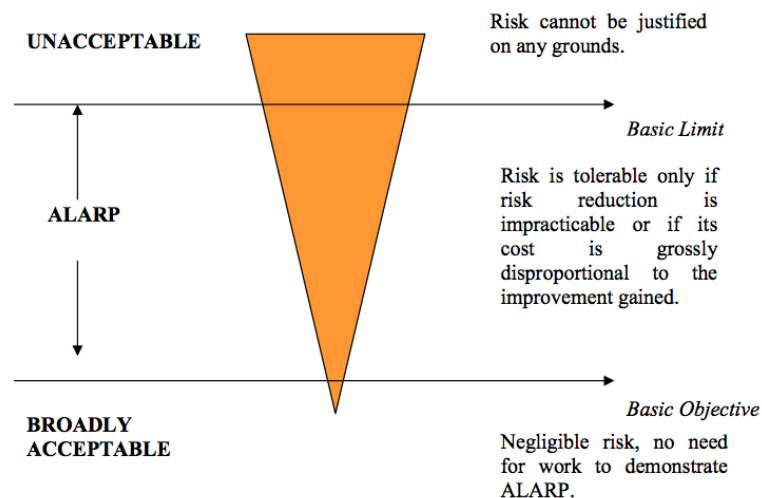 UNACCEPTABLE
Risk cannot be justified
on any grounds.
Basic Limit
ALARP
Risk is tolerable only if
risk reduction is
impracticable or if its
cost is grossly
disproportional to the
improvement gained.
Basic Objective
BROADLY
ACCEPTABLE
Negligible risk, no need
for work to demonstrate
ALARP.